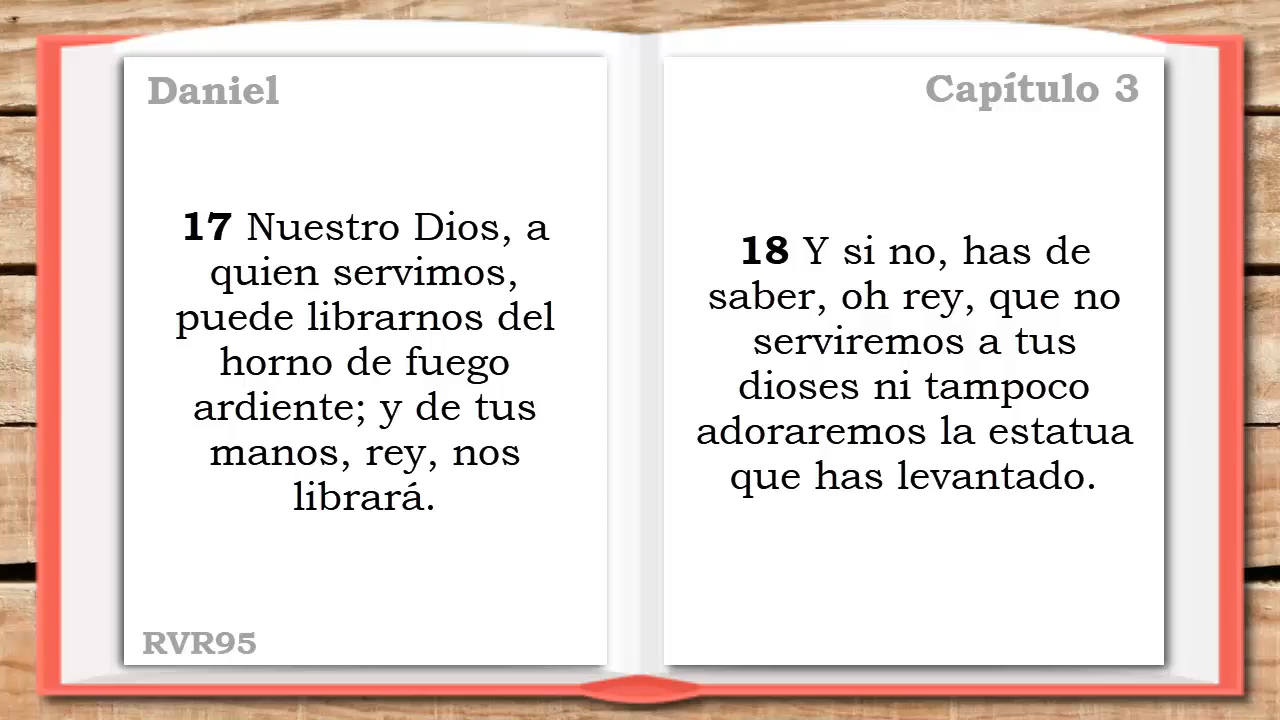 Daniel
17 Nuestro Dios, a
quien servimos,
puede librarnos del
horno de fuego
ardiente; y de tus
manos, rey, nos
librará.
RVR95
Capítulo 3
18 Y si no, has de
saber, oh rey, que no
serviremos a tus
dioses ni tampoco
adoraremos la estatua
que has levantado.